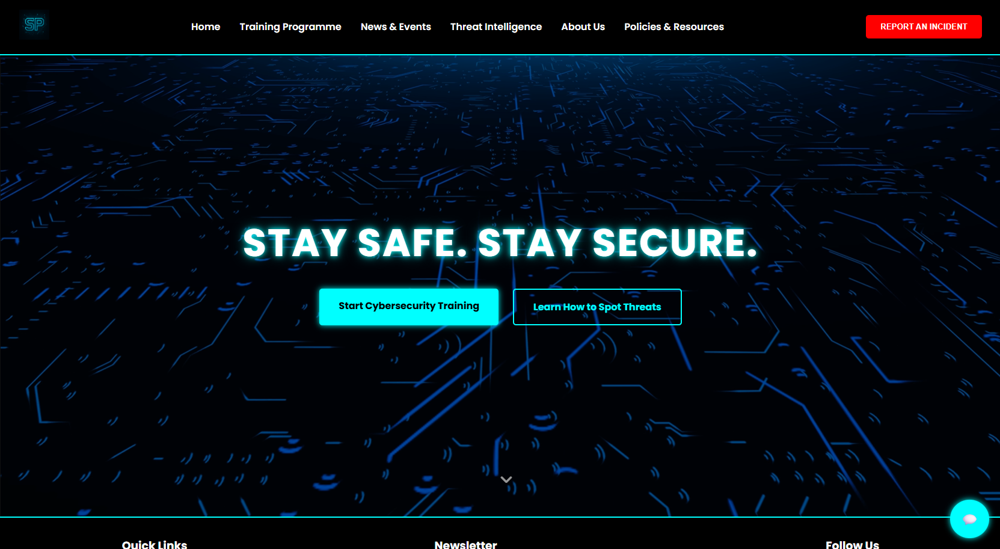 SP
Home
Training Programme
News & Events
Threat Intelligence
About Us
Policies & Resources
REPORT AN INCIDENT
STAY SAFE. STAY SECURE.
Start Cybersecurity Training
Learn How to Spot Threats
Quick Links
Newsletter
Follow Us